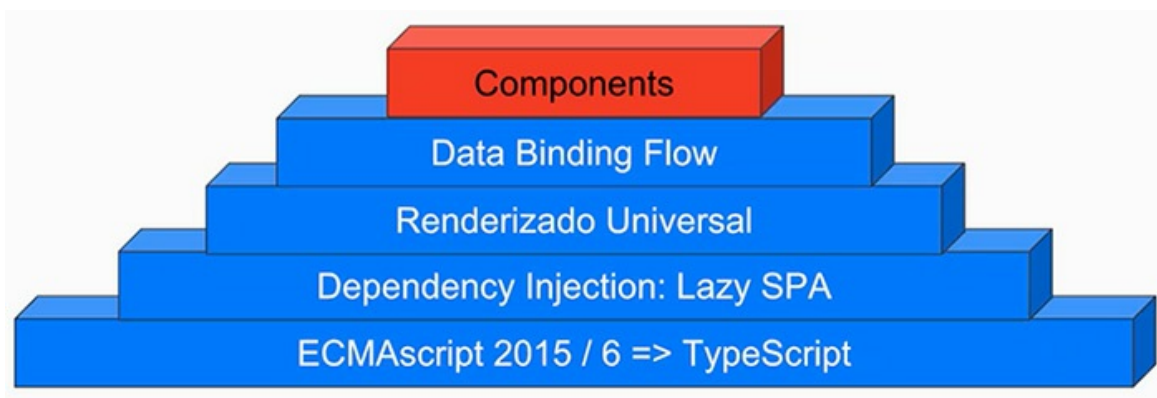 Components
Data Binding Flow
Renderizado Universal
Dependency Injection: Lazy SPA
ECMAscript 2015 / 6 => TypeScript